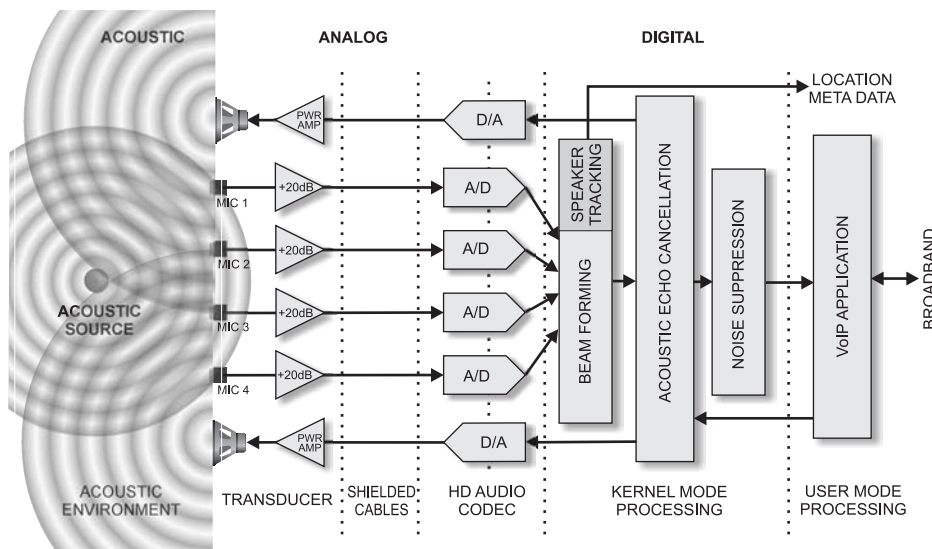 ACOUSTIC
ANALOG
DIGITAL
LOCATION
META DATA
PWR
AMP
D/A
MIC 1
+20dB
A/D
SPEAKER
TRACKING
MIC 2
+20dB
A/D
ACOUSTIC
SOURCE
MIC 3
+20dB
A/D
MIC 4
+20dB
A/D
BEAM FORMING
ACOUSTIC ECHO CANCELLATION
NOISE SUPPRESSION
VoIP APPLICATION
BROADBAND
PWR
AMP
D/A
ACOUSTIC
ENVIRONMENT
TRANSDUCER
SHIELDED
CABLES
HD AUDIO
CODEC
KERNEL MODE
PROCESSING
USER MODE
PROCESSING